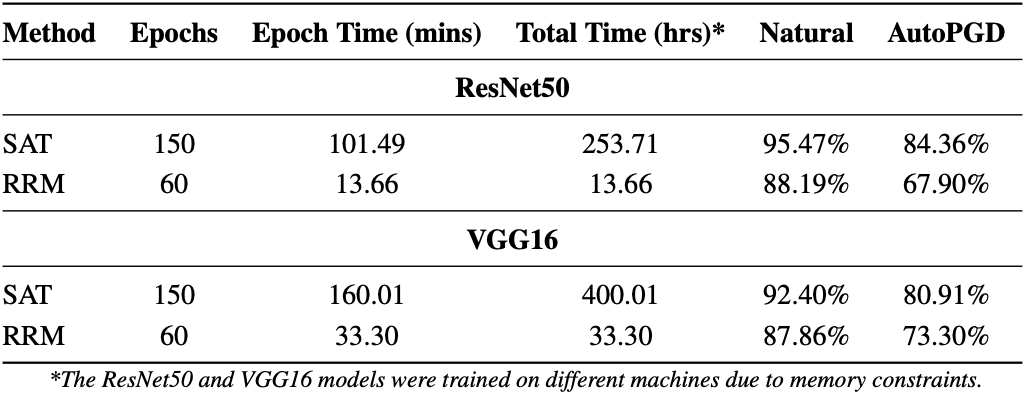 Method Epochs Epoch Time (mins) Total Time (hrs)* Natural AutoPGD
ResNet50
SAT 150 101.49 253.71 95.47% 84.36%
RRM 60 13.66 13.66 88.19% 67.90%
VGG16
SAT 150 160.01 400.01 92.40% 80.91%
RRM 60 33.30 33.30 87.86% 73.30%
*The ResNet50 and VGG16 models were trained on different machines due to memory constraints.